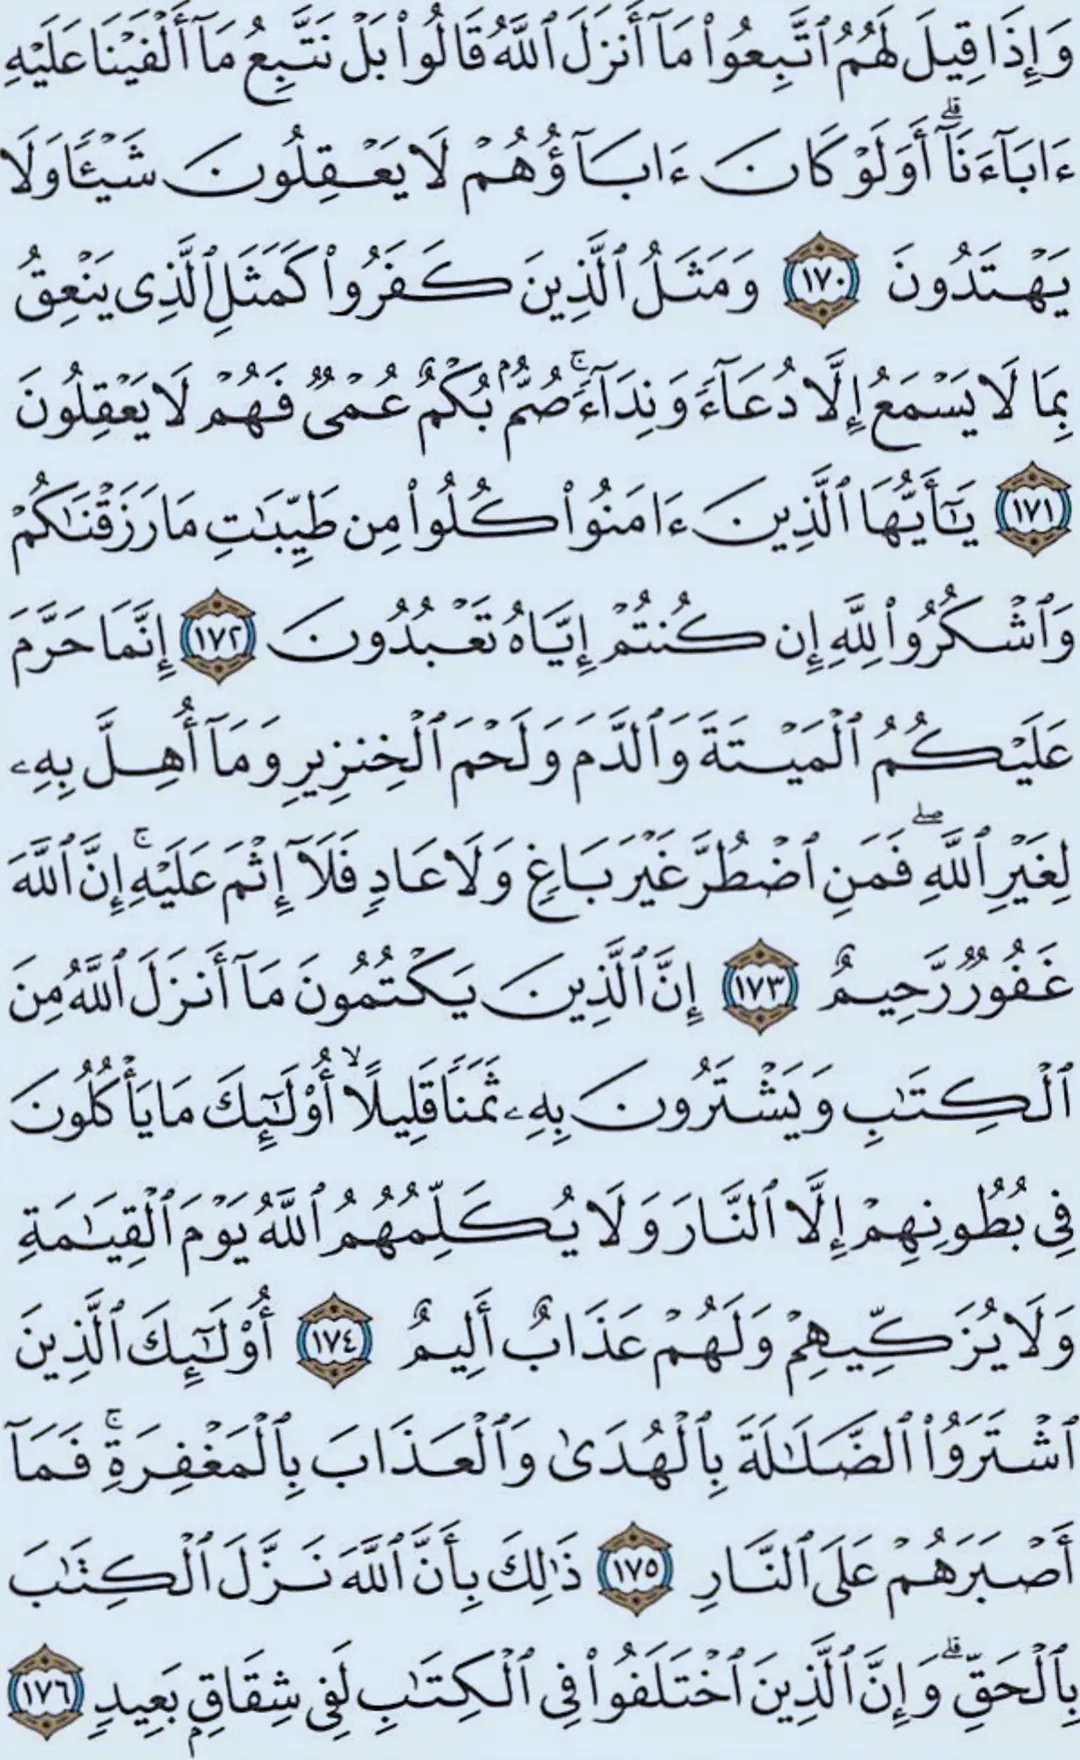 وَإِذَا قِيلَ لَهُمُ ٱتَّبِعُوا۟ مَآ أَنزَلَ ٱللَّهُ قَالُوا۟ بَلْ نَتَّبِعُ مَآ أَلْفَيْنَا عَلَيْهِ
ءَابَآءَنَآ ۗ أَوَلَوْ كَانَ ءَابَآؤُهُمْ لَا يَعْقِلُونَ شَيْـًٔا وَلَا
يَهْتَدُونَ ١٧٠ وَمَثَلُ ٱلَّذِينَ كَفَرُوا۟ كَمَثَلِ ٱلَّذِى يَنْعِقُ
بِمَا لَا يَسْمَعُ إِلَّا دُعَآءً وَنِدَآءً ۚ صُمٌّۢ بُكْمٌ عُمْىٌ فَهُمْ لَا يَعْقِلُونَ
١٧١ يَـٰٓأَيُّهَا ٱلَّذِينَ ءَامَنُوا۟ كُلُوا۟ مِن طَيِّبَـٰتِ مَا رَزَقْنَـٰكُمْ
وَٱشْكُرُوا۟ لِلَّهِ إِن كُنتُمْ إِيَّاهُ تَعْبُدُونَ ١٧٢ إِنَّمَا حَرَّمَ
عَلَيْكُمُ ٱلْمَيْتَةَ وَٱلدَّمَ وَلَحْمَ ٱلْخِنزِيرِ وَمَآ أُهِلَّ بِهِۦ
لِغَيْرِ ٱللَّهِ ۖ فَمَنِ ٱضْطُرَّ غَيْرَ بَاغٍ وَلَا عَادٍ فَلَآ إِثْمَ عَلَيْهِ ۚ إِنَّ ٱللَّهَ
غَفُورٌ رَّحِيمٌ ١٧٣ إِنَّ ٱلَّذِينَ يَكْتُمُونَ مَآ أَنزَلَ ٱللَّهُ مِنَ
ٱلْكِتَـٰبِ وَيَشْتَرُونَ بِهِۦ ثَمَنًا قَلِيلًا ۙ أُو۟لَـٰٓئِكَ مَا يَأْكُلُونَ
فِى بُطُونِهِمْ إِلَّا ٱلنَّارَ وَلَا يُكَلِّمُهُمُ ٱللَّهُ يَوْمَ ٱلْقِيَـٰمَةِ
وَلَا يُزَكِّيهِمْ وَلَهُمْ عَذَابٌ أَلِيمٌ ١٧٤ أُو۟لَـٰٓئِكَ ٱلَّذِينَ
ٱشْتَرَوُا۟ ٱلضَّلَـٰلَةَ بِٱلْهُدَىٰ وَٱلْعَذَابَ بِٱلْمَغْفِرَةِ ۚ فَمَآ
أَصْبَرَهُمْ عَلَى ٱلنَّارِ ١٧٥ ذَٰلِكَ بِأَنَّ ٱللَّهَ نَزَّلَ ٱلْكِتَـٰبَ
بِٱلْحَقِّ ۗ وَإِنَّ ٱلَّذِينَ ٱخْتَلَفُوا۟ فِى ٱلْكِتَـٰبِ لَفِى شِقَاقٍۭ بَعِيدٍ ١٧٦